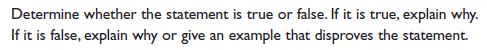 Determine whether the statement is true or false. If it is true, explain why.
If it is false, explain why or give an example that disproves the statement.